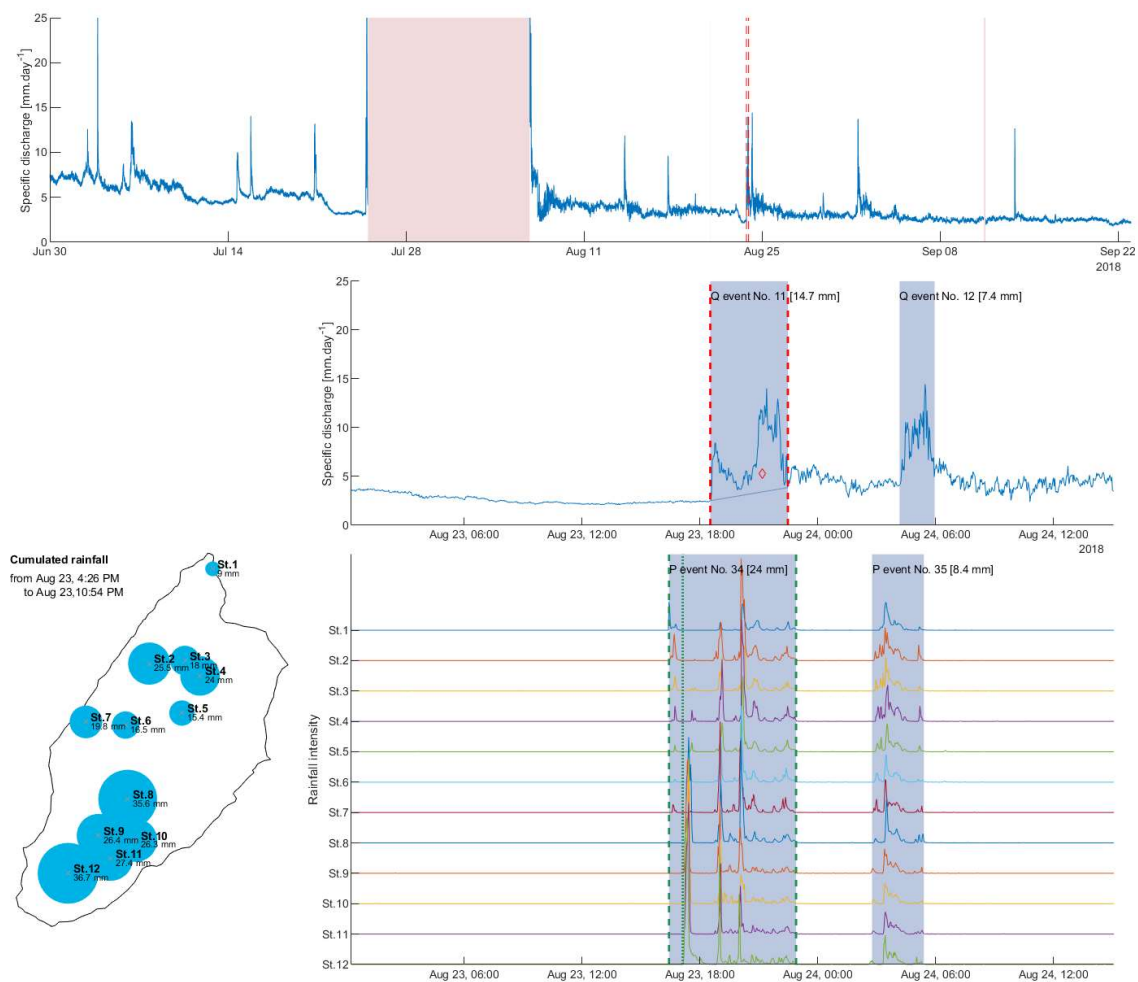 25
20
15
10
5
0
Specific discharge [mm.day-1]
Jun 30
Jul 14
Jul 28
Aug 11
Aug 25
Sep 08
Sep 22
2018
25
20
15
10
5
0
Specific discharge [mm.day-1]
Q event No. 11 [14.7 mm]
Q event No. 12 [7.4 mm]
Aug 23, 06:00
Aug 23, 12:00
Aug 23, 18:00
Aug 24, 00:00
Aug 24, 06:00
Aug 24, 12:00
2018
Cumulated rainfall
from Aug 23, 4:26 PM
to Aug 23,10:54 PM
St.1
9 mm
St.2
25.5 mm
St.3
18 mm
St.4
24 mm
St.5
15.4 mm
St.6
16.5 mm
St.7
19.8 mm
St.8
35.6 mm
St.9
26.4 mm
St.10
26.3 mm
St.11
27.4 mm
St.12
36.7 mm
P event No. 34 [24 mm]
P event No. 35 [8.4 mm]
Rainfall intensity
St.1
St.2
St.3
St.4
St.5
St.6
St.7
St.8
St.9
St.10
St.11
St.12
Aug 23, 06:00
Aug 23, 12:00
Aug 23, 18:00
Aug 24, 00:00
Aug 24, 06:00
Aug 24, 12:00